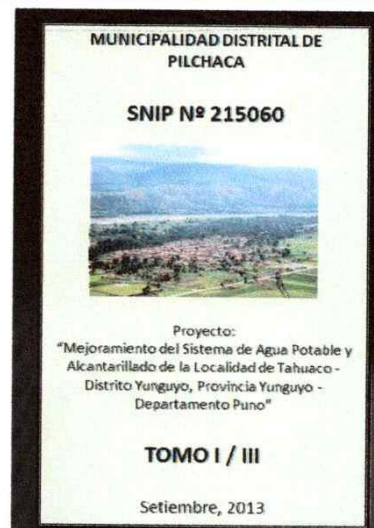 MUNICIPALIDAD DISTRITAL DE
PILCHACA
SNIP Nº 215060
Proyecto:
"Mejoramiento del Sistema de Agua Potable y
Alcantarillado de la Localidad de Tahuaco -
Distrito Yunguyo, Provincia Yunguyo -
Departamento Puno"
TOMO I / III
Setiembre, 2013